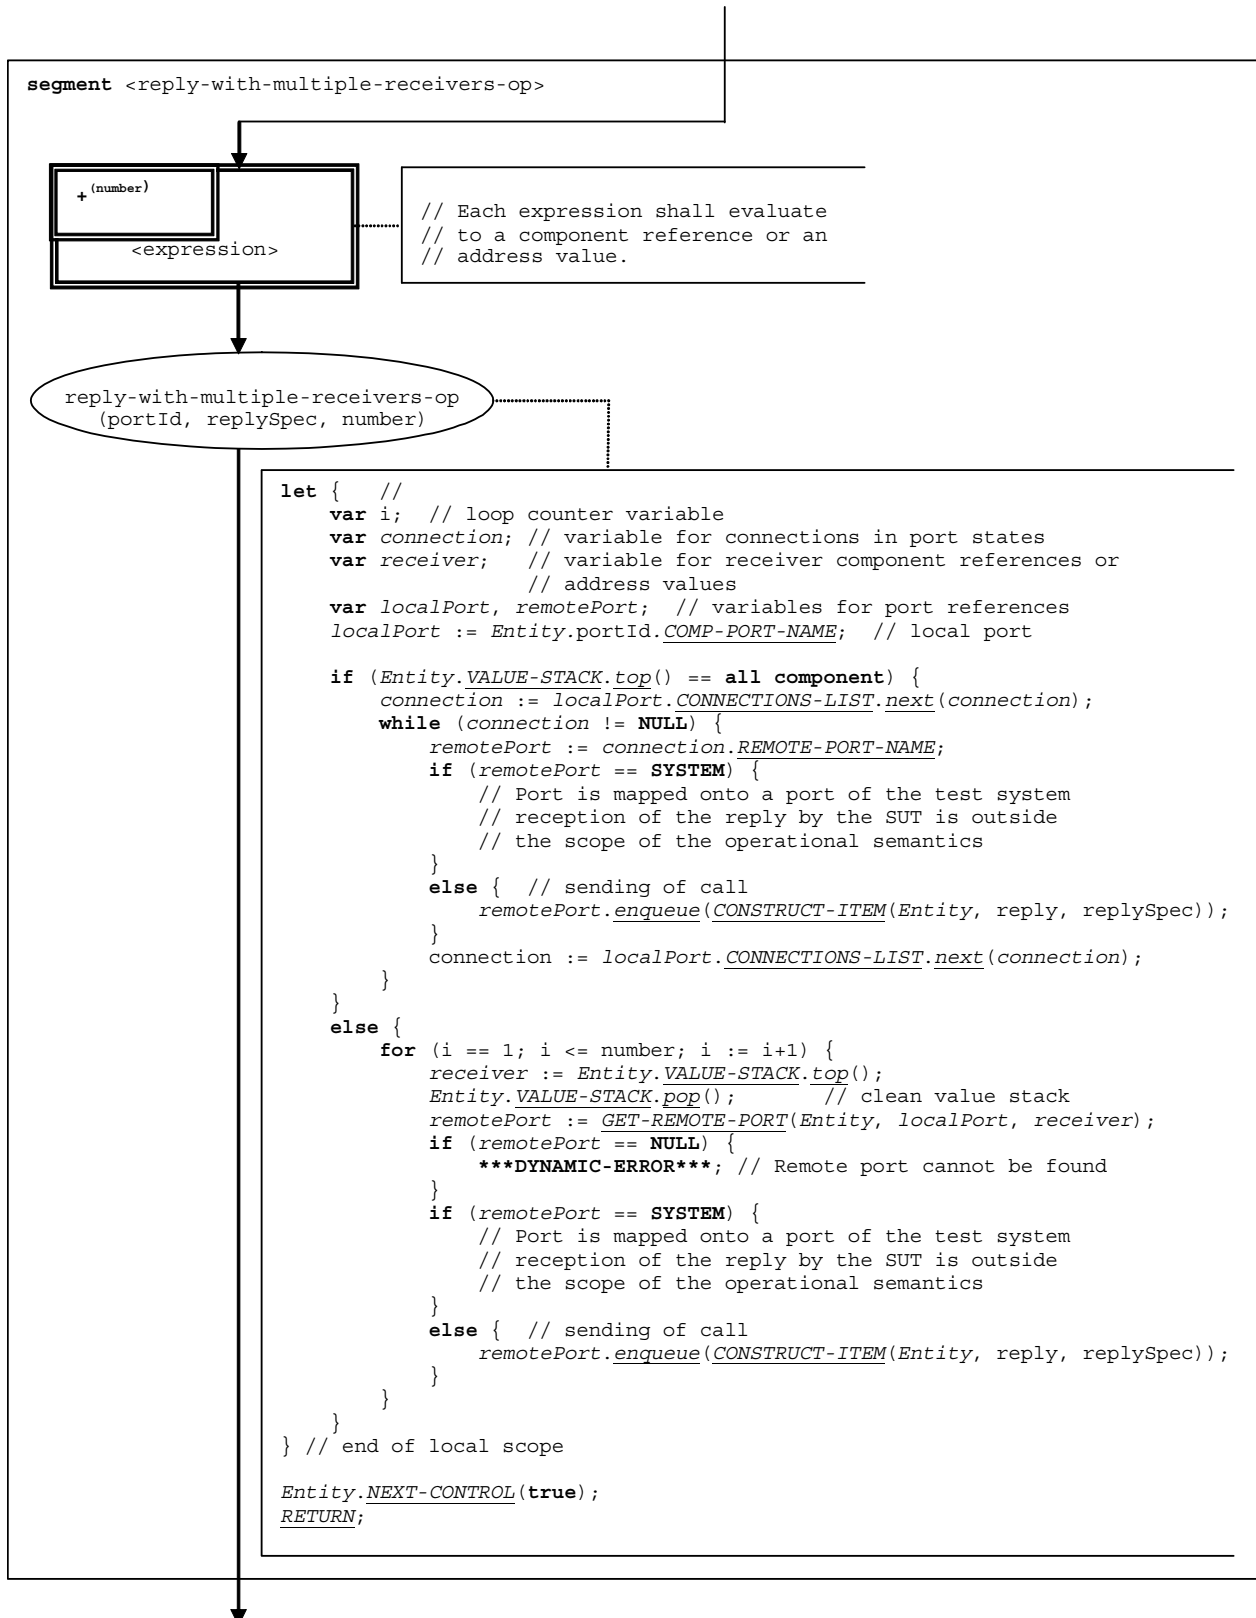 segment <reply-with-multiple-receivers-op>
+(number)
<expression>
// Each expression shall evaluate
// to a component reference or an
// address value.
reply-with-multiple-receivers-op
(portId, replySpec, number)
let {   //
    var i;  // loop counter variable
    var connection; // variable for connections in port states
    var receiver;   // variable for receiver component references or
                    // address values
    var localPort, remotePort;  // variables for port references
    localPort := Entity.portId.COMP-PORT-NAME;  // local port
    if (Entity.VALUE-STACK.top() == all component) {
        connection := localPort.CONNECTIONS-LIST.next(connection);
        while (connection != NULL) {
            remotePort := connection.REMOTE-PORT-NAME;
            if (remotePort == SYSTEM) {
                // Port is mapped onto a port of the test system
                // reception of the reply by the SUT is outside
                // the scope of the operational semantics
            }
            else {  // sending of call
                remotePort.enqueue(CONSTRUCT-ITEM(Entity, reply, replySpec));
            }
            connection := localPort.CONNECTIONS-LIST.next(connection);
        }
    }
    else {
        for (i == 1; i <= number; i := i+1) {
            receiver := Entity.VALUE-STACK.top();
            Entity.VALUE-STACK.pop();       // clean value stack
            remotePort := GET-REMOTE-PORT(Entity, localPort, receiver);
            if (remotePort == NULL) {
                ***DYNAMIC-ERROR***; // Remote port cannot be found
            }
            if (remotePort == SYSTEM) {
                // Port is mapped onto a port of the test system
                // reception of the reply by the SUT is outside
                // the scope of the operational semantics
            }
            else {  // sending of call
                remotePort.enqueue(CONSTRUCT-ITEM(Entity, reply, replySpec));
            }
        }
    }
} // end of local scope
Entity.NEXT-CONTROL(true);
RETURN;